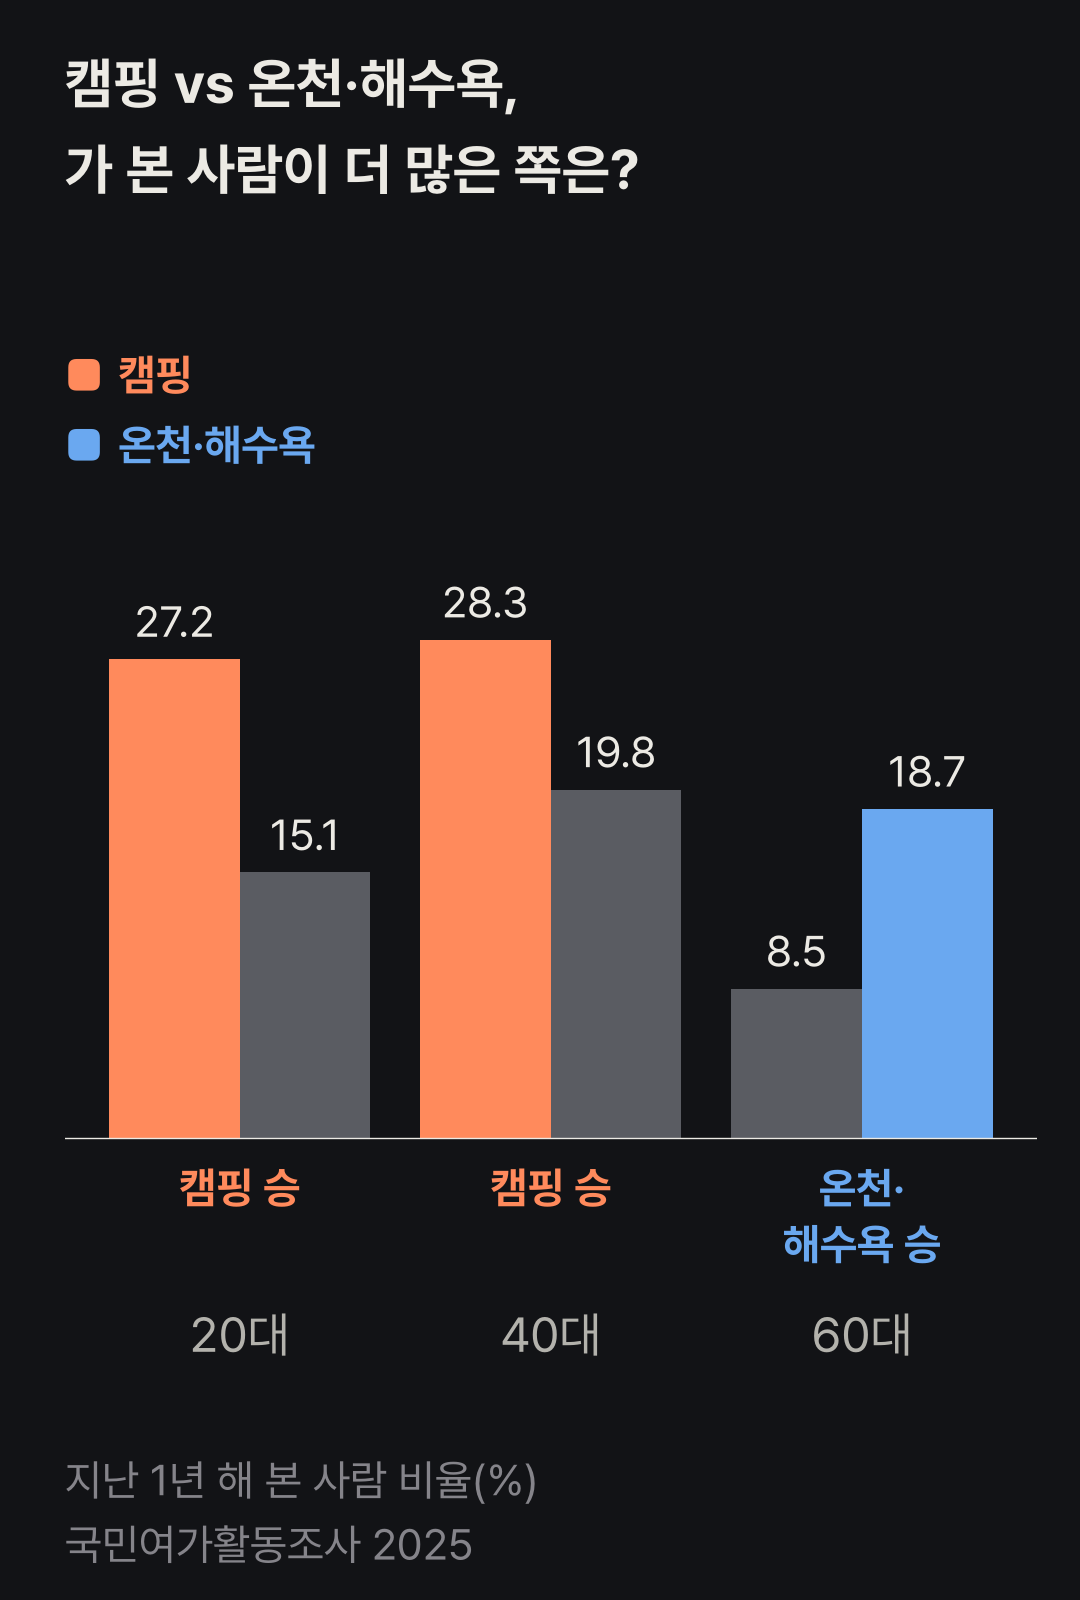 캠핑 vs 온천·해수욕,
가 본 사람이 더 많은 쪽은?
캠핑
온천·해수욕
27.2
15.1
28.3
19.8
8.5
18.7
캠핑 승
캠핑 승
온천·
해수욕 승
20대
40대
60대
지난 1년 해 본 사람 비율(%)
국민여가활동조사 2025